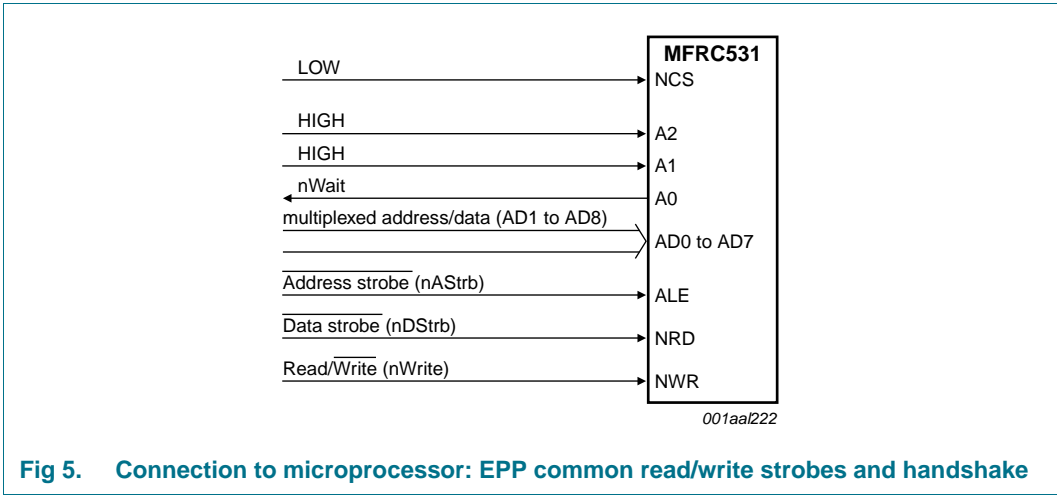 MFRC531
LOW
NCS
HIGH
A2
HIGH
A1
nWait
A0
multiplexed address/data (AD1 to AD8)
AD0 to AD7
Address strobe (nAStrb)
ALE
Data strobe (nDStrb)
NRD
Read/Write (nWrite)
NWR
001aal222
Fig 5. Connection to microprocessor: EPP common read/write strobes and handshake